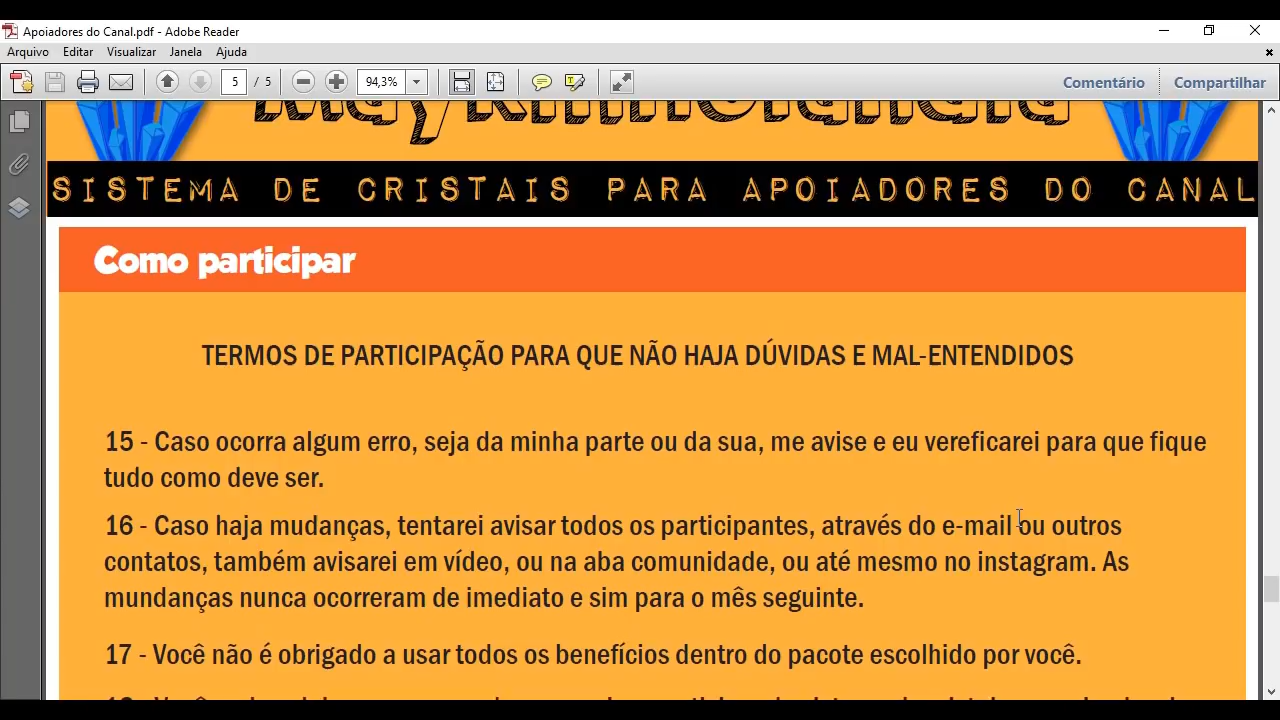 Apoiadores do Canal.pdf - Adobe Reader
Arquivo Editar Visualizar Janela Ajuda
5 / 5 94,3% Comentário Compartilhar
SISTEMA DE CRISTAIS PARA APOIADORES DO CANAL
Como participar
TERMOS DE PARTICIPAÇÃO PARA QUE NÃO HAJA DÚVIDAS E MAL-ENTENDIDOS
15 - Caso ocorra algum erro, seja da minha parte ou da sua, me avise e eu vereficarei para que fique
tudo como deve ser.
16 - Caso haja mudanças, tentarei avisar todos os participantes, através do e-mail ou outros
contatos, também avisarei em vídeo, ou na aba comunidade, ou até mesmo no instagram. As
mundanças nunca ocorreram de imediato e sim para o mês seguinte.
17 - Você não é obrigado a usar todos os benefícios dentro do pacote escolhido por você.